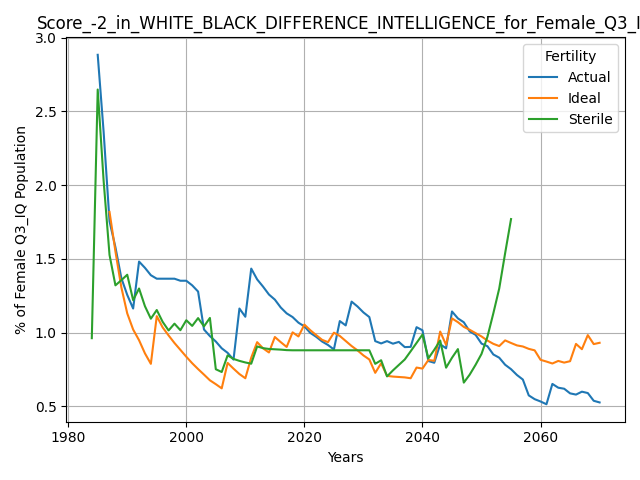 Score_-2_in_WHITE_BLACK_DIFFERENCE_INTELLIGENCE_for_Female_Q3_I
Fertility
Actual
Ideal
Sterile
% of Female Q3_IQ Population
3.0
2.5
2.0
1.5
1.0
0.5
1980
2000
2020
2040
2060
Years